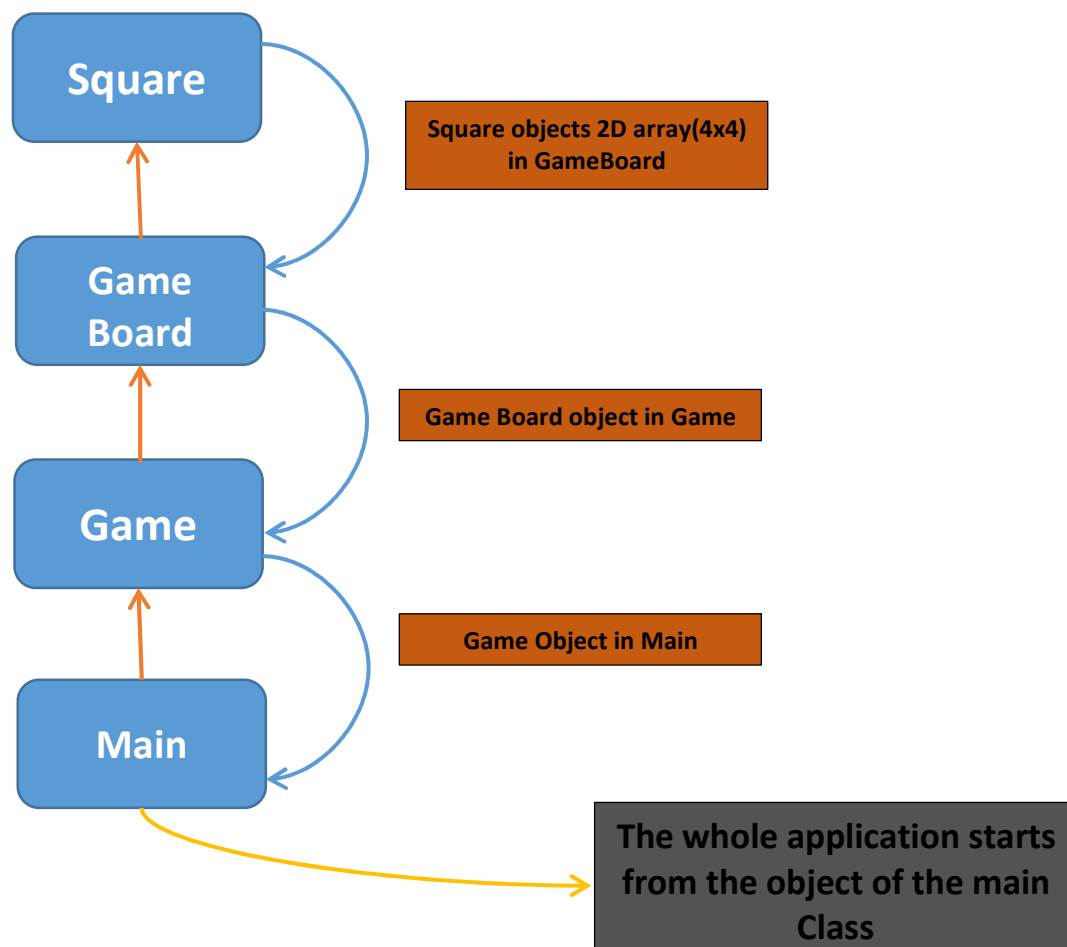 Square
Square objects 2D array(4x4)
in GameBoard
Game
Board
Game Board object in Game
Game
Game Object in Main
Main
The whole application starts
from the object of the main
Class